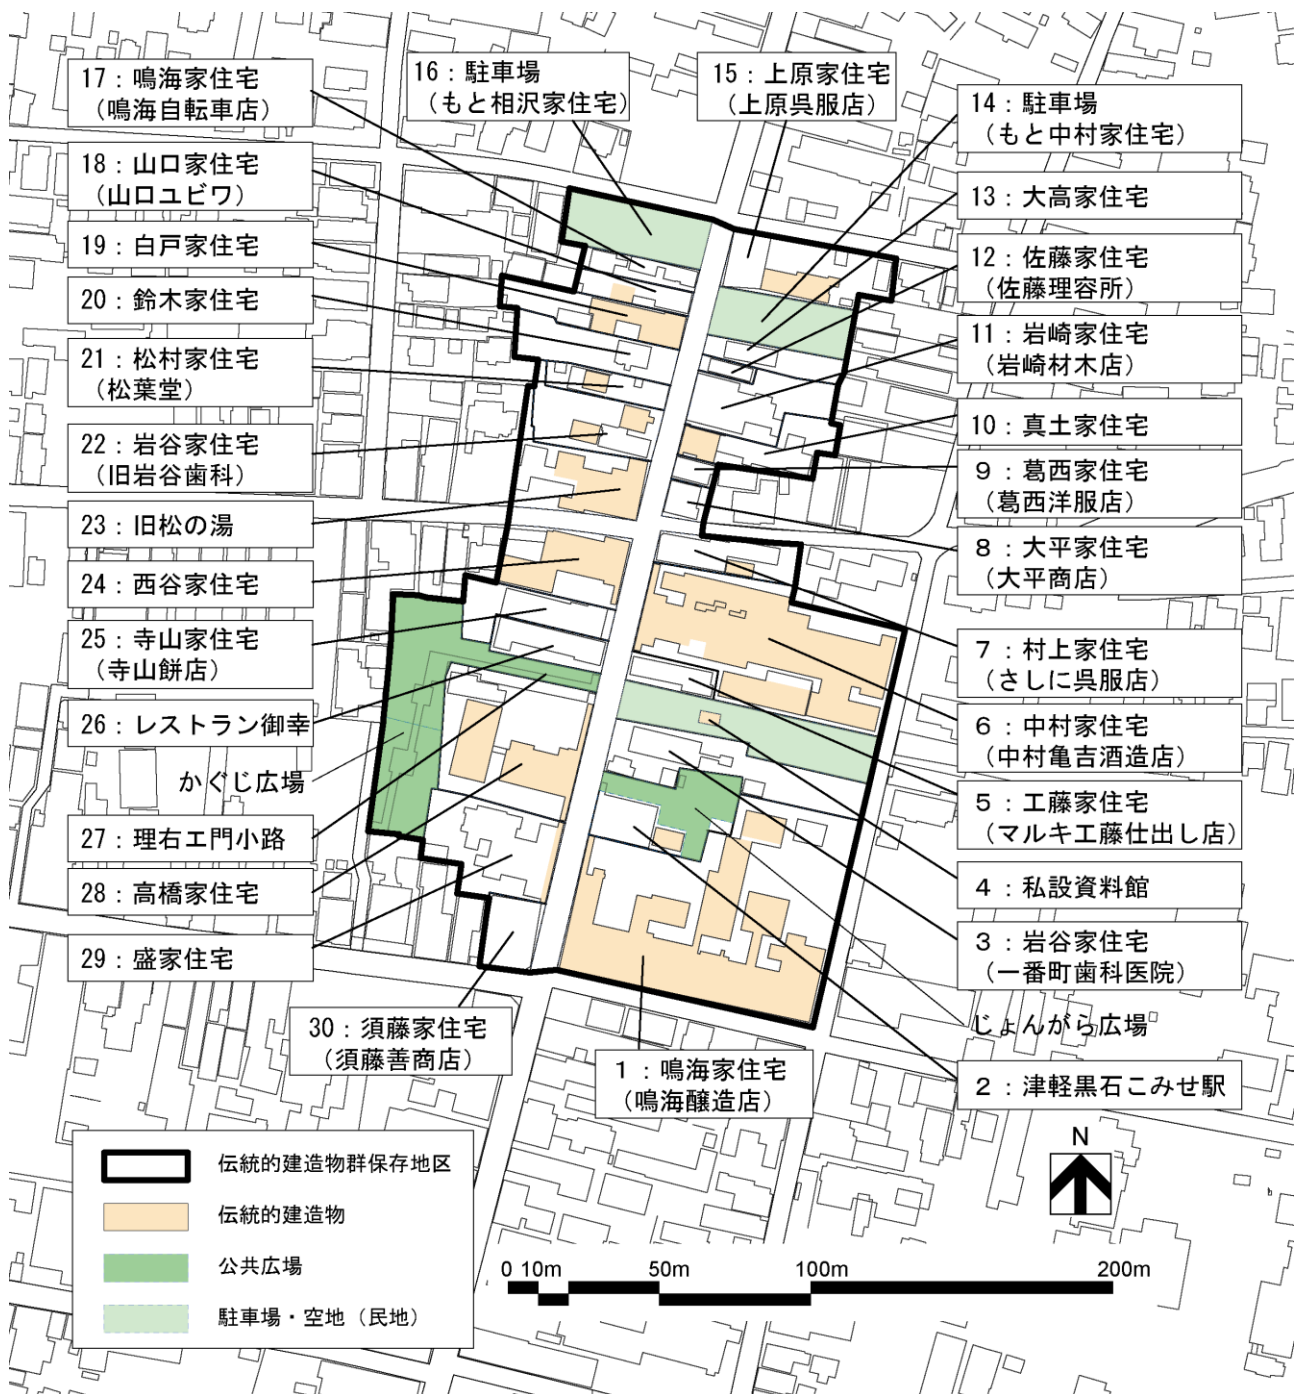 17：鳴海家住宅
（鳴海自転車店）
16：駐車場
（もと相沢家住宅）
15：上原家住宅
（上原呉服店）
14：駐車場
（もと中村家住宅）
18：山口家住宅
（山口ユビワ）
13：大高家住宅
19：白戸家住宅
12：佐藤家住宅
（佐藤理容所）
20：鈴木家住宅
11：岩崎家住宅
（岩崎材木店）
21：松村家住宅
（松葉堂）
10：真土家住宅
22：岩谷家住宅
（旧岩谷歯科）
9：葛西家住宅
（葛西洋服店）
23：旧松の湯
8：大平家住宅
（大平商店）
24：西谷家住宅
25：寺山家住宅
（寺山餅店）
7：村上家住宅
（さしに呉服店）
26：レストラン御幸
6：中村家住宅
（中村亀吉酒造店）
かぐじ広場
5：工藤家住宅
（マルキ工藤仕出し店）
27：理右エ門小路
28：高橋家住宅
4：私設資料館
29：盛家住宅
3：岩谷家住宅
（一番町歯科医院）
30：須藤家住宅
（須藤善商店）
じょんがら広場
1：鳴海家住宅
（鳴海醸造店）
2：津軽黒石こみせ駅
N
伝統的建造物群保存地区
伝統的建造物
公共広場
駐車場・空地（民地）
0 10m 50m 100m 200m